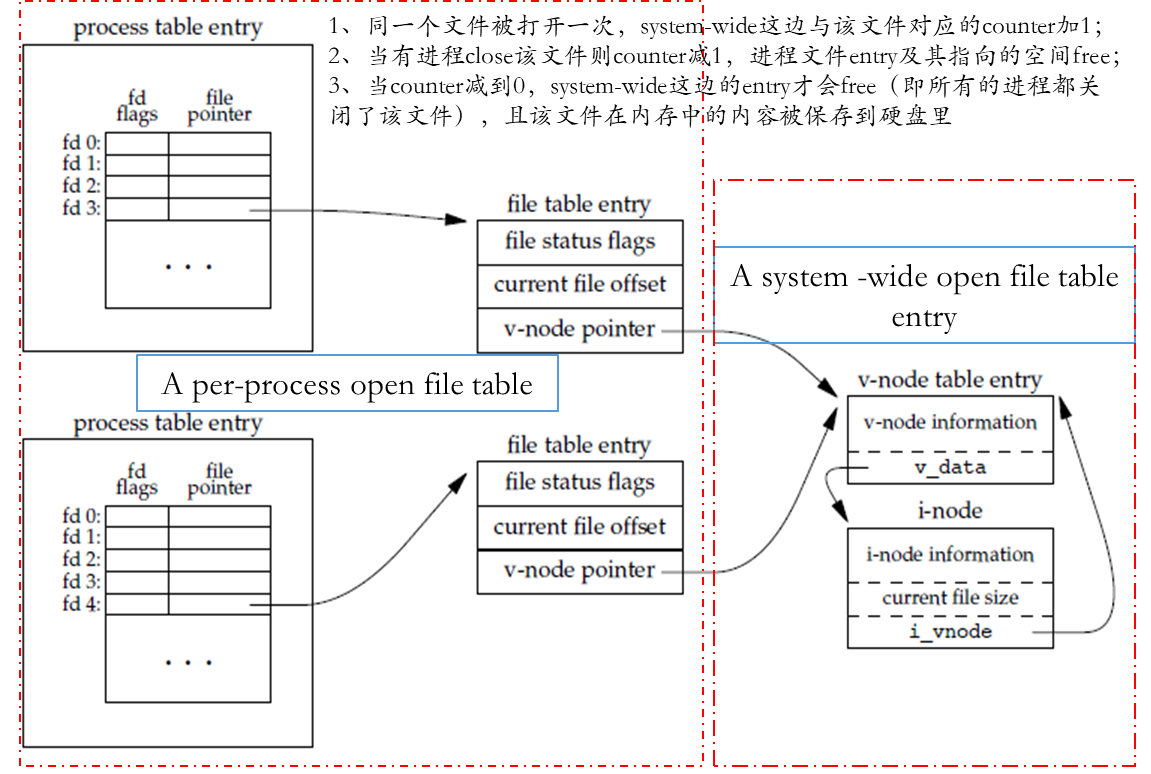 process table entry
1、同一个文件被打开一次，system-wide这边与该文件对应的counter加1；
2、当有进程close该文件则counter减1，进程文件entry及其指向的空间free；
3、当counter减到0，system-wide这边的entry才会free（即所有的进程都关
闭了该文件），且该文件在内存中的内容被保存到硬盘里
fd
flags
file
pointer
fd 0:
fd 1:
fd 2:
fd 3:
. . .
file table entry
file status flags
current file offset
v-node pointer
A per-process open file table
process table entry
fd
flags
file
pointer
fd 0:
fd 1:
fd 2:
fd 3:
fd 4:
. . .
file table entry
file status flags
current file offset
v-node pointer
A system -wide open file table
entry
v-node table entry
v-node information
v_data
i-node
i-node information
current file size
i_vnode